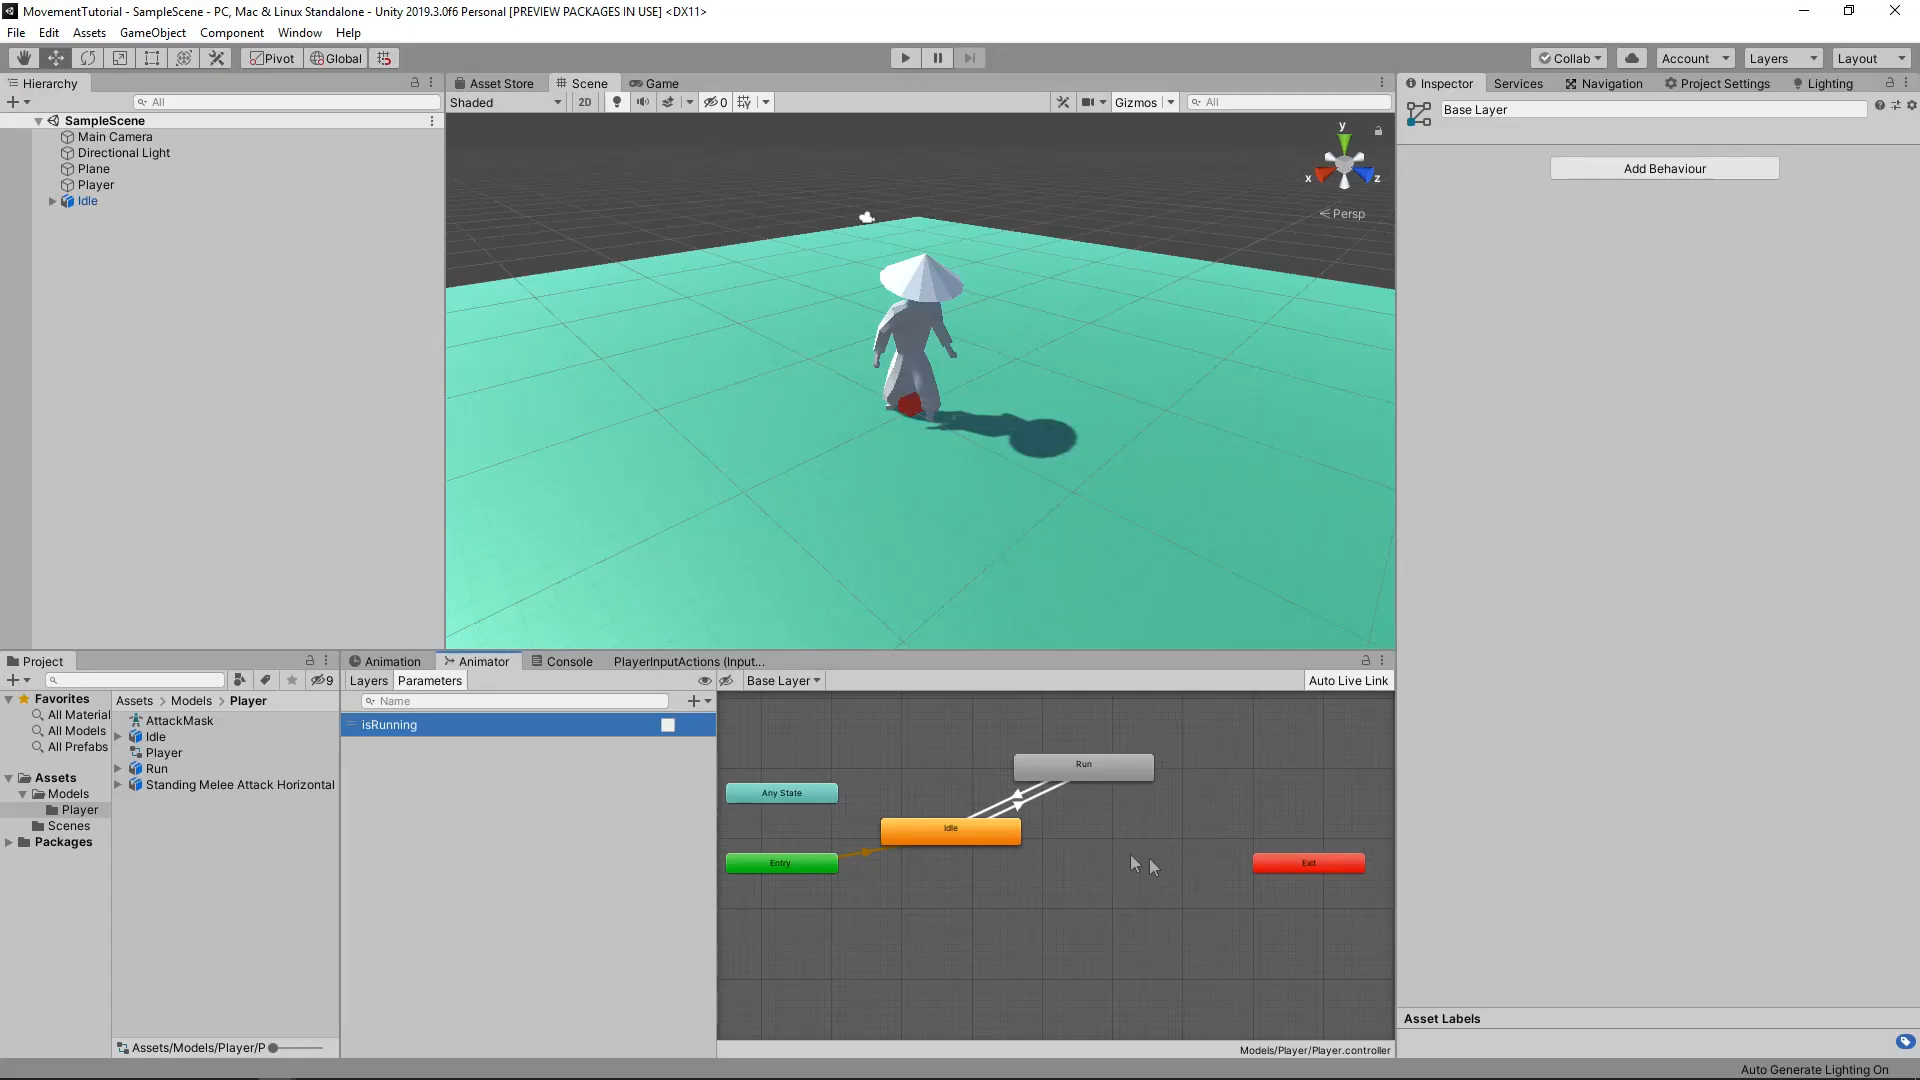 MovementTutorial - SampleScene - PC, Mac & Linux Standalone - Unity 2019.3.0f6 Personal [PREVIEW PACKAGES IN USE] <DX11>
File Edit Assets GameObject Component Window Help
Pivot Global Collab Account Layers Layout
Hierarchy Asset Store Scene Game Inspector Services Navigation Project Settings Lighting
All Shaded 2D 0 Gizmos All
Base Layer
SampleScene
Main Camera
Directional Light
Plane
Player
Idle
Add Behaviour
y
x z
Persp
Project Animation Animator Console PlayerInputActions (Input...
9 Layers Parameters Base Layer Auto Live Link
Favorites Assets > Models > Player Name
All Material AttackMask isRunning
All Models Idle
All Prefabs Player
Run
Assets Standing Melee Attack Horizontal
Models
Player
Scenes
Packages
Run
Any State
Idle
Entry Exit
Asset Labels
Assets/Models/Player/P
Models/Player/Player.controller
Auto Generate Lighting On